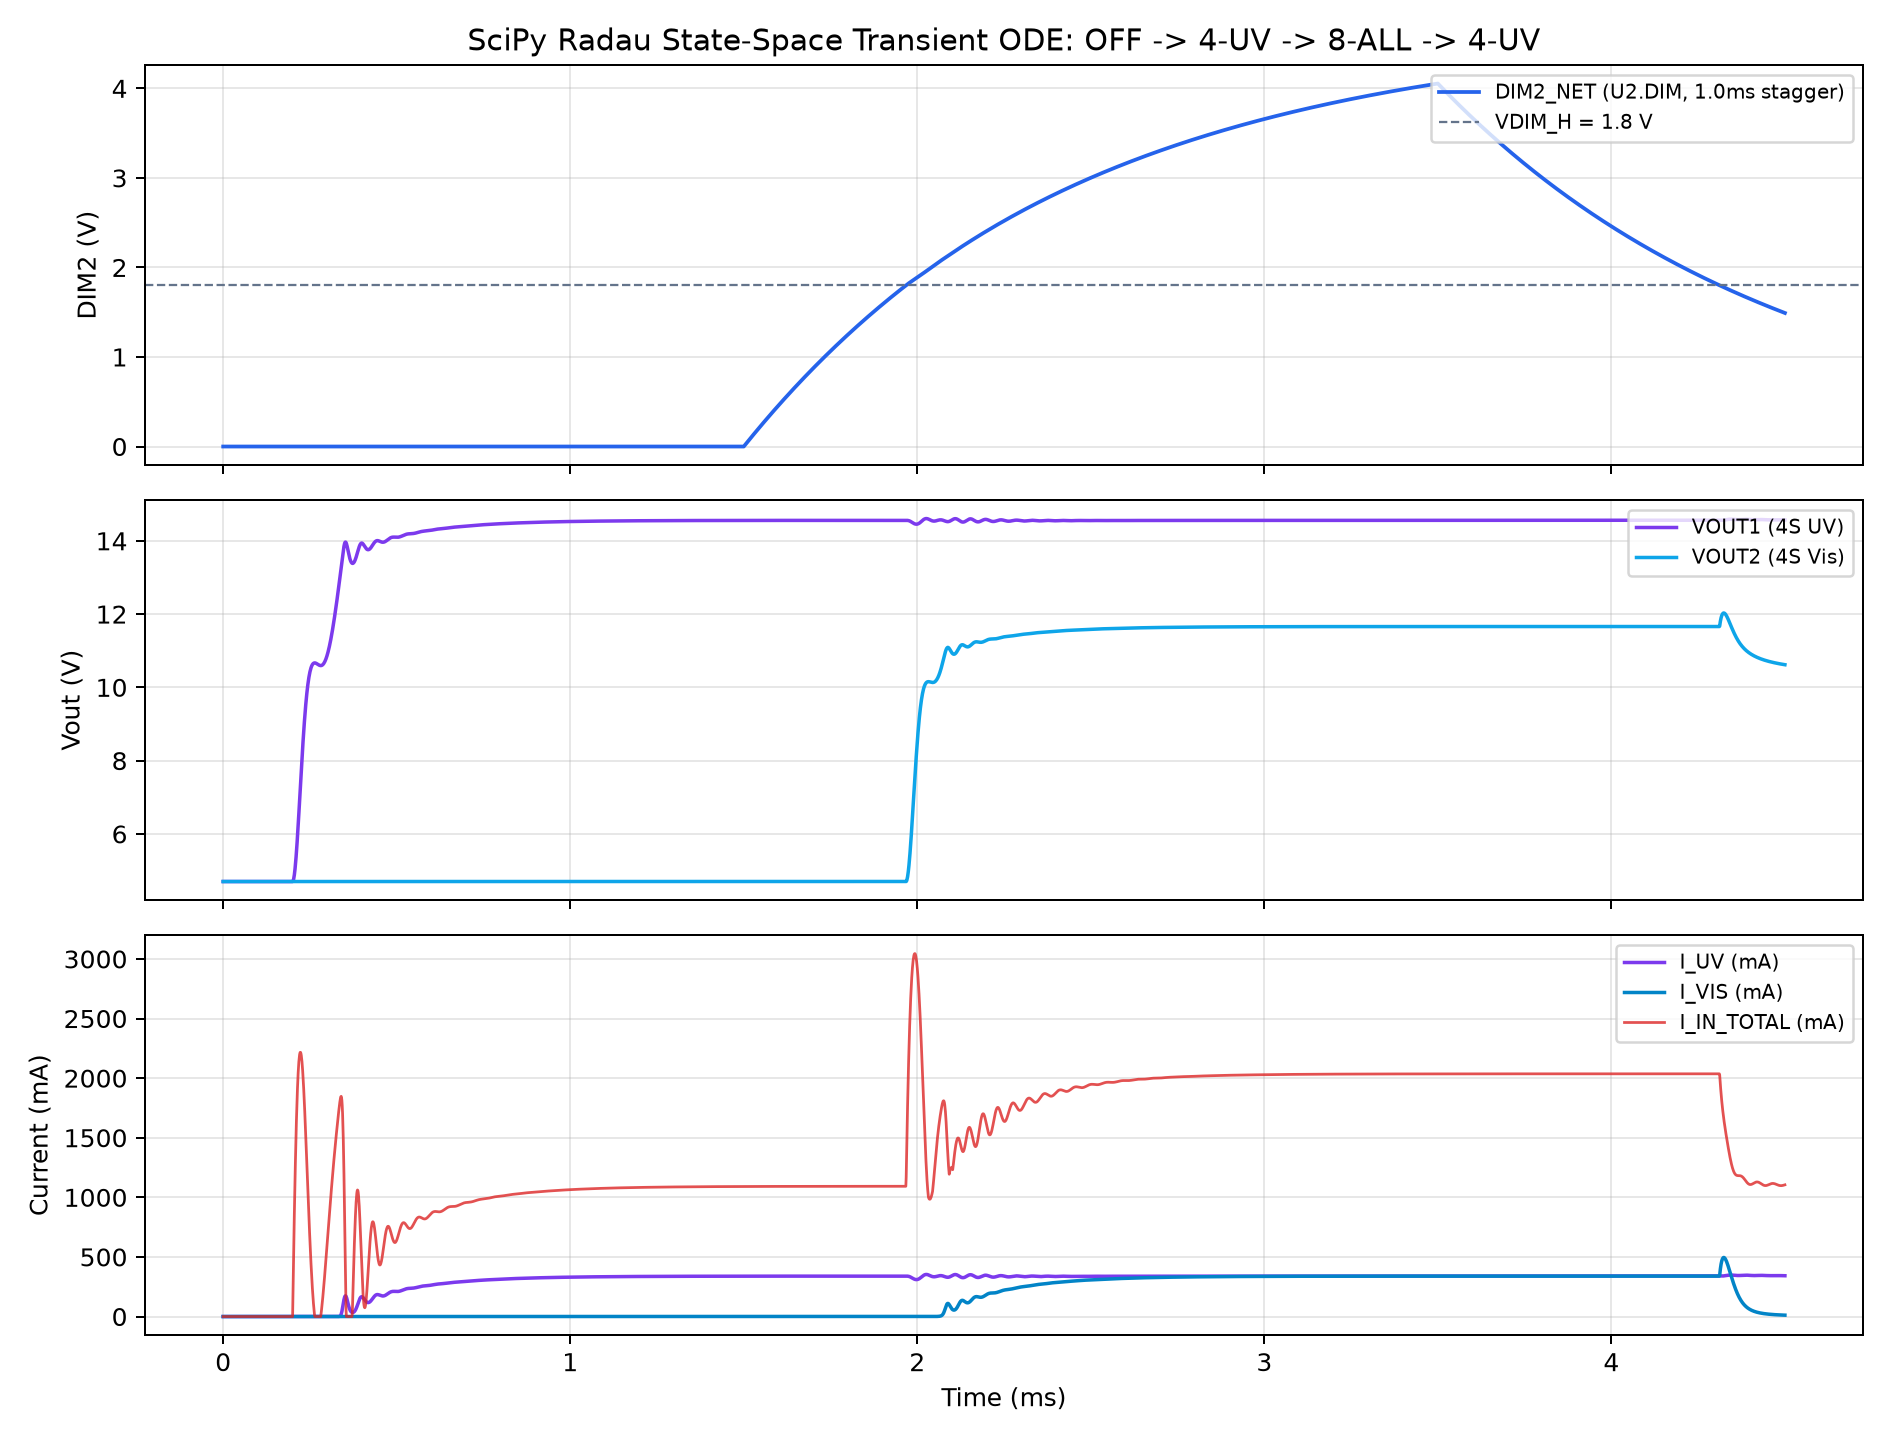 SciPy Radau State-Space Transient ODE: OFF -> 4-UV -> 8-ALL -> 4-UV
DIM2 (V)
4
3
2
1
0
DIM2_NET (U2.DIM, 1.0ms stagger)
VDIM_H = 1.8 V
Vout (V)
14
12
10
8
6
VOUT1 (4S UV)
VOUT2 (4S Vis)
Current (mA)
3000
2500
2000
1500
1000
500
0
I_UV (mA)
I_VIS (mA)
I_IN_TOTAL (mA)
0 1 2 3 4
Time (ms)